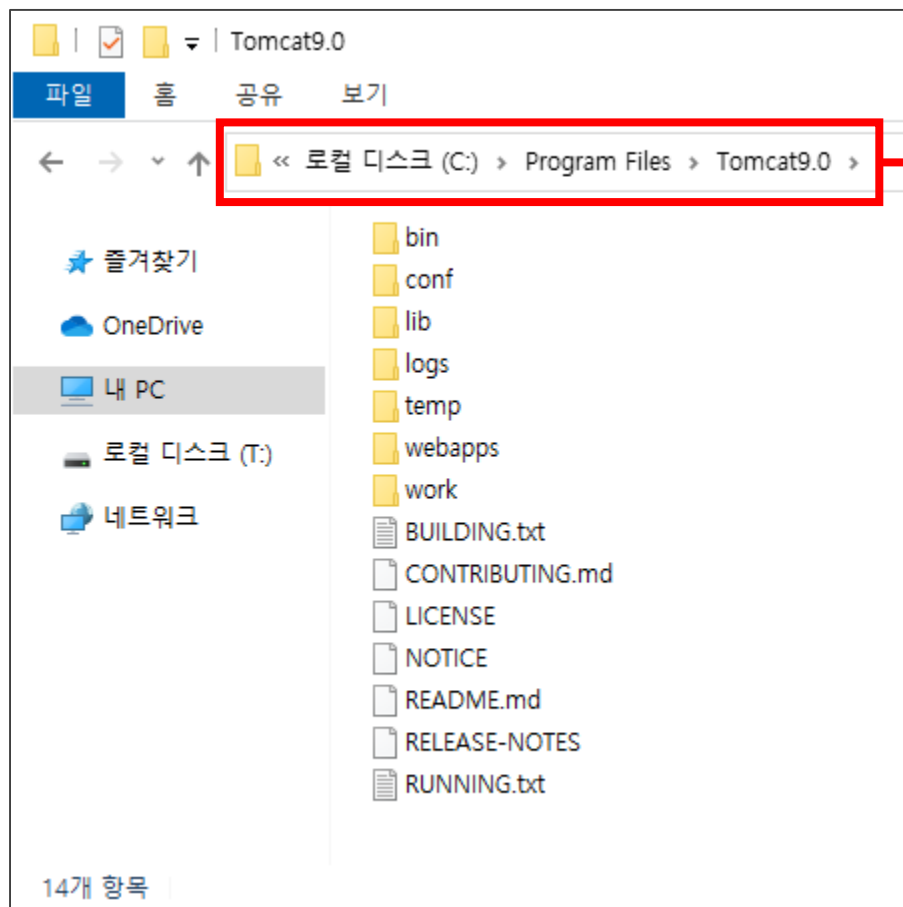 Tomcat9.0
파일 홈 공유 보기
« 로컬 디스크 (C:) › Program Files › Tomcat9.0 ›
즐겨찾기
OneDrive
내 PC
로컬 디스크 (T:)
네트워크
bin
conf
lib
logs
temp
webapps
work
BUILDING.txt
CONTRIBUTING.md
LICENSE
NOTICE
README.md
RELEASE-NOTES
RUNNING.txt
14개 항목